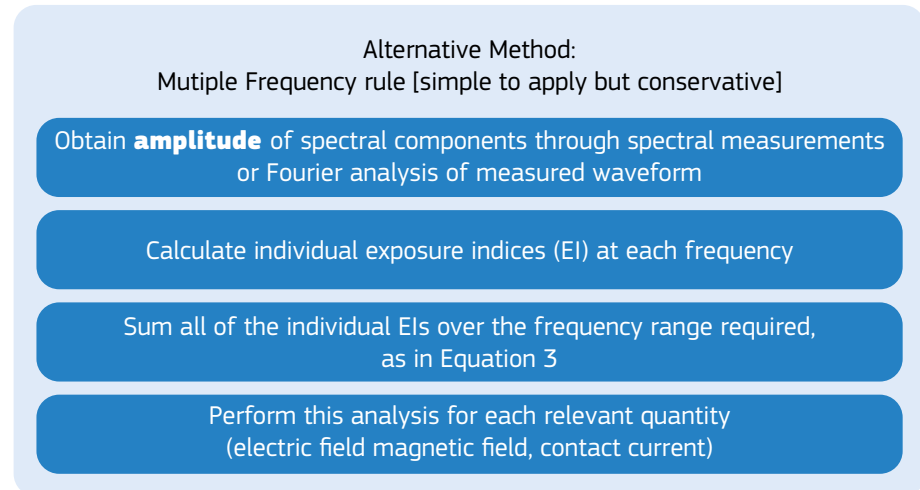 Alternative Method:
Mutiple Frequency rule [simple to apply but conservative]
Obtain amplitude of spectral components through spectral measurements
or Fourier analysis of measured waveform
Calculate individual exposure indices (EI) at each frequency
Sum all of the individual EIs over the frequency range required,
as in Equation 3
Perform this analysis for each relevant quantity
(electric field magnetic field, contact current)